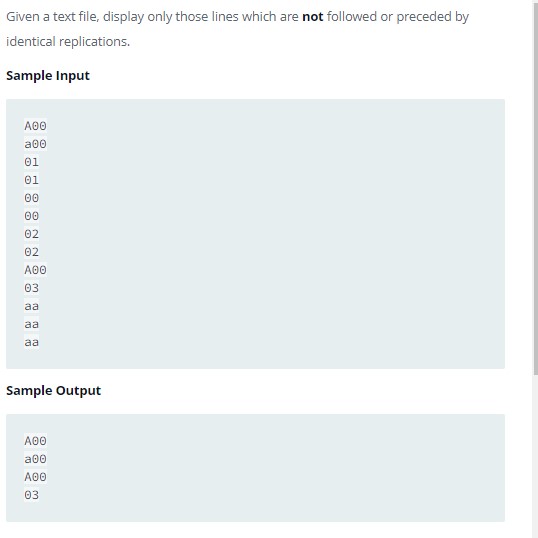 Given a text file, display only those lines which are not followed or preceded by
identical replications.
Sample Input
A00
a00
01
01
00
00
02
02
A00
03
aa
aa
aa
Sample Output
A00
a00
A00
03